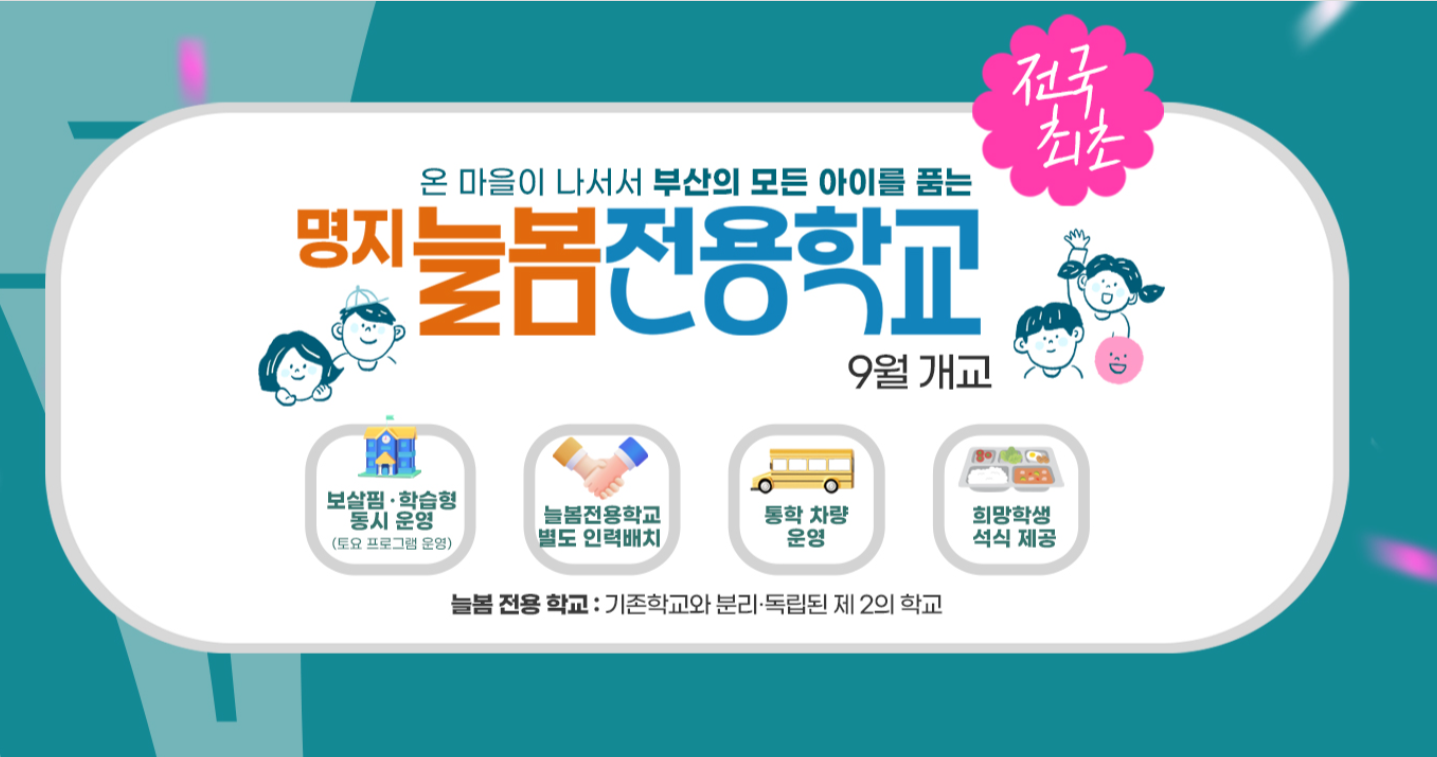 전국
최초
온 마을이 나서서 부산의 모든 아이를 품는
명지 늘봄전용학교
9월 개교
보살핌·학습형
동시 운영
(토요 프로그램 운영)
늘봄전용학교
별도 인력배치
통학 차량
운영
희망학생
석식 제공
늘봄 전용 학교 : 기존학교와 분리·독립된 제 2의 학교